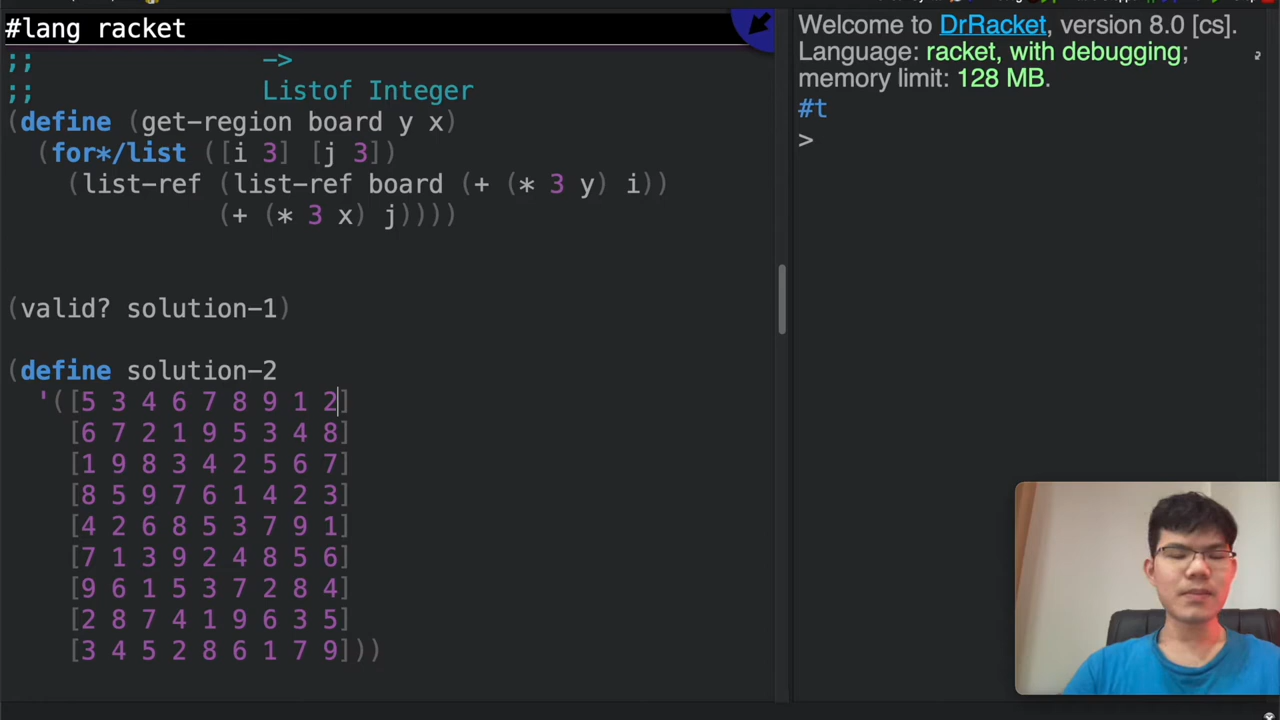 #lang racket
;; ->
;; Listof Integer
(define (get-region board y x)
(for*/list ([i 3] [j 3])
(list-ref (list-ref board (+ (* 3 y) i))
(+ (* 3 x) j))))
(valid? solution-1)
(define solution-2
'([5 3 4 6 7 8 9 1 2]
[6 7 2 1 9 5 3 4 8]
[1 9 8 3 4 2 5 6 7]
[8 5 9 7 6 1 4 2 3]
[4 2 6 8 5 3 7 9 1]
[7 1 3 9 2 4 8 5 6]
[9 6 1 5 3 7 2 8 4]
[2 8 7 4 1 9 6 3 5]
[3 4 5 2 8 6 1 7 9]))
Welcome to DrRacket, version 8.0 [cs].
Language: racket, with debugging;
memory limit: 128 MB.
#t
>